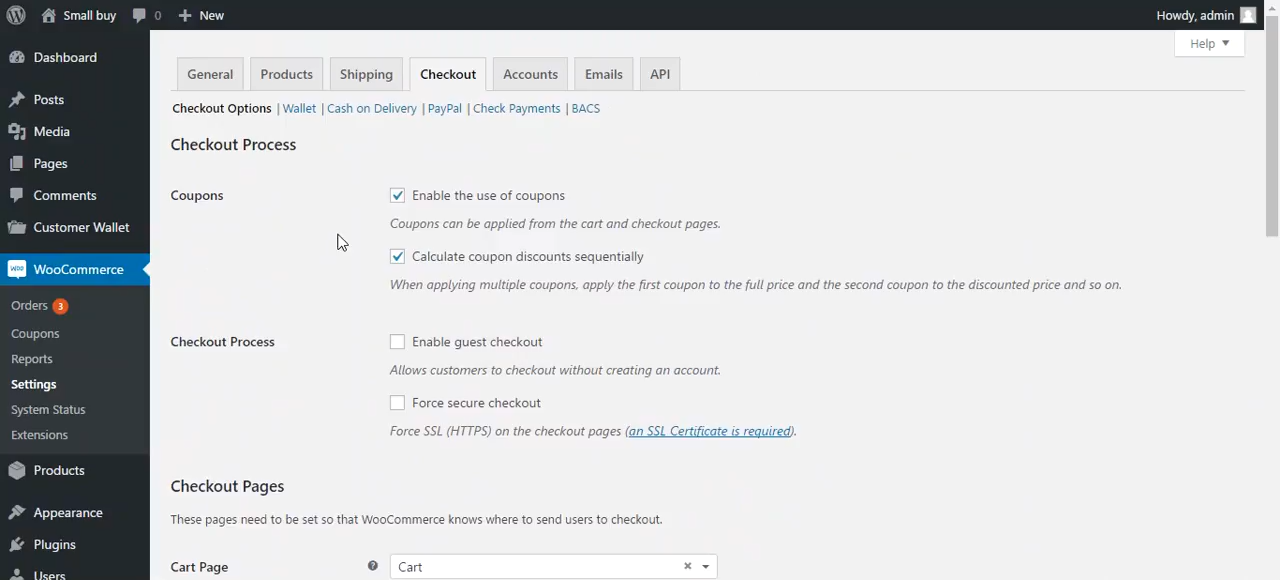 Small buy 0 New Howdy, admin
Help
Dashboard
Posts
Media
Pages
Comments
Customer Wallet
WooCommerce
Orders 3
Coupons
Reports
Settings
System Status
Extensions
Products
Appearance
Plugins
Users
General Products Shipping Checkout Accounts Emails API
Checkout Options | Wallet | Cash on Delivery | PayPal | Check Payments | BACS
Checkout Process
Coupons
Enable the use of coupons
Coupons can be applied from the cart and checkout pages.
Calculate coupon discounts sequentially
When applying multiple coupons, apply the first coupon to the full price and the second coupon to the discounted price and so on.
Checkout Process
Enable guest checkout
Allows customers to checkout without creating an account.
Force secure checkout
Force SSL (HTTPS) on the checkout pages (an SSL Certificate is required).
Checkout Pages
These pages need to be set so that WooCommerce knows where to send users to checkout.
Cart Page ? Cart ×